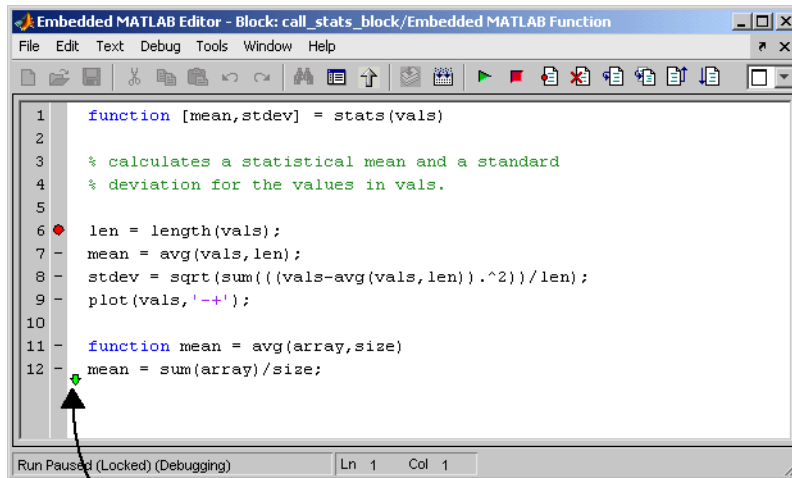 Embedded MATLAB Editor - Block: call_stats_block/Embedded MATLAB Function
File Edit Text Debug Tools Window Help
1 function [mean,stdev] = stats(vals)
2
3 % calculates a statistical mean and a standard
4 % deviation for the values in vals.
5
6 len = length(vals);
7 - mean = avg(vals,len);
8 - stdev = sqrt(sum(((vals-avg(vals,len)).^2))/len);
9 - plot(vals,'-+');
10
11 - function mean = avg(array,size)
12 - mean = sum(array)/size;
Run Paused (Locked) (Debugging) Ln 1 Col 1